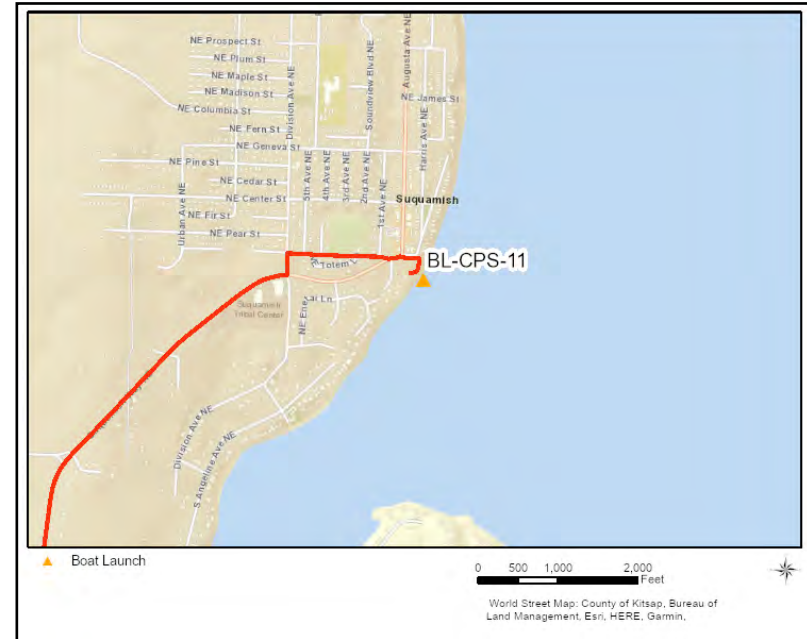 NE Prospect St
NE Plum St
NE Maple St
NE Madison St
NE Columbia St
NE Fern St
NE Geneva St
NE Pine St
NE Cedar St
NE Center St
NE Fir St
NE Pear St
Urban Ave NE
Division Ave NE
5th Ave NE
4th Ave NE
3rd Ave NE
2nd Ave NE
1st Ave NE
Soundview Blvd NE
Augusta Ave NE
NE James St
Harris Ave NE
Suquamish
BL-CPS-11
Totem
Suquamish
Tribal Center
Division Ave NE
S Angeline Ave NE
Boat Launch
0 500 1,000 2,000
Feet
World Street Map: County of Kitsap, Bureau of
Land Management, Esri, HERE, Garmin,